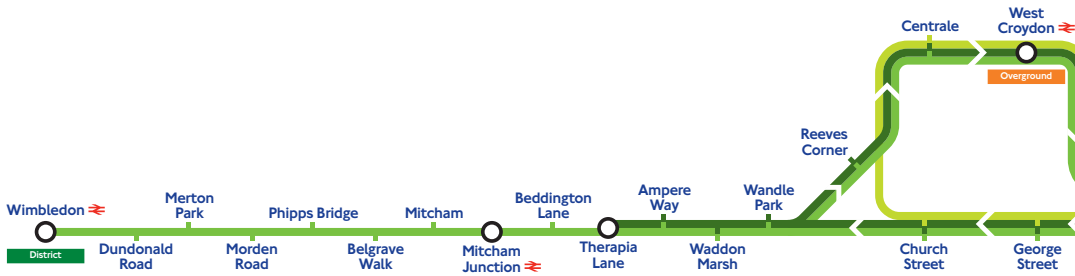 West
Croydon
Overground
Centrale
Reeves
Corner
Wimbledon
District
Dundonald
Road
Merton
Park
Morden
Road
Phipps Bridge
Belgrave
Walk
Mitcham
Mitcham
Junction
Beddington
Lane
Therapia
Lane
Ampere
Way
Waddon
Marsh
Wandle
Park
Church
Street
George
Street